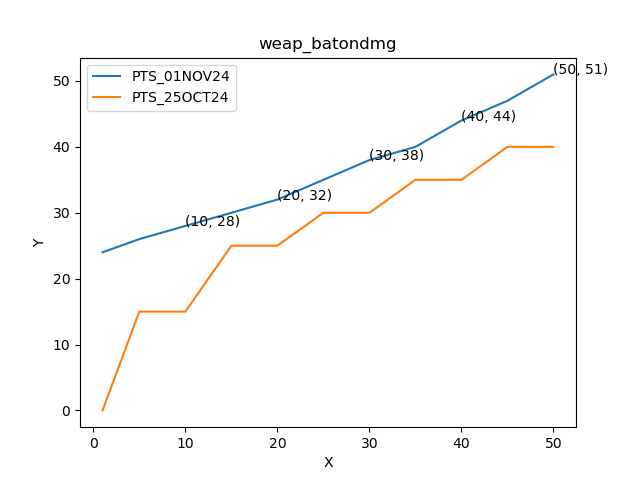 weap_batondmg
PTS_01NOV24
PTS_25OCT24
(50, 51)
(40, 44)
(30, 38)
(20, 32)
(10, 28)
50
40
30
20
10
0
Y
0 10 20 30 40 50
X